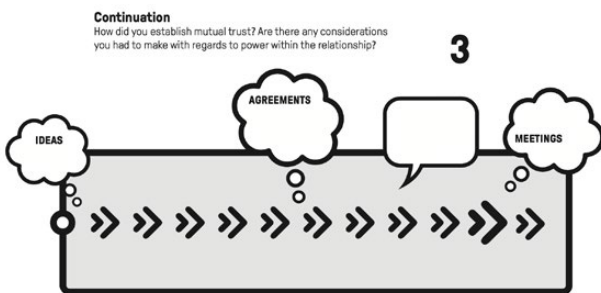 Continuation
How did you establish mutual trust? Are there any considerations
you had to make with regards to power within the relationship?
3
AGREEMENTS
IDEAS
MEETINGS